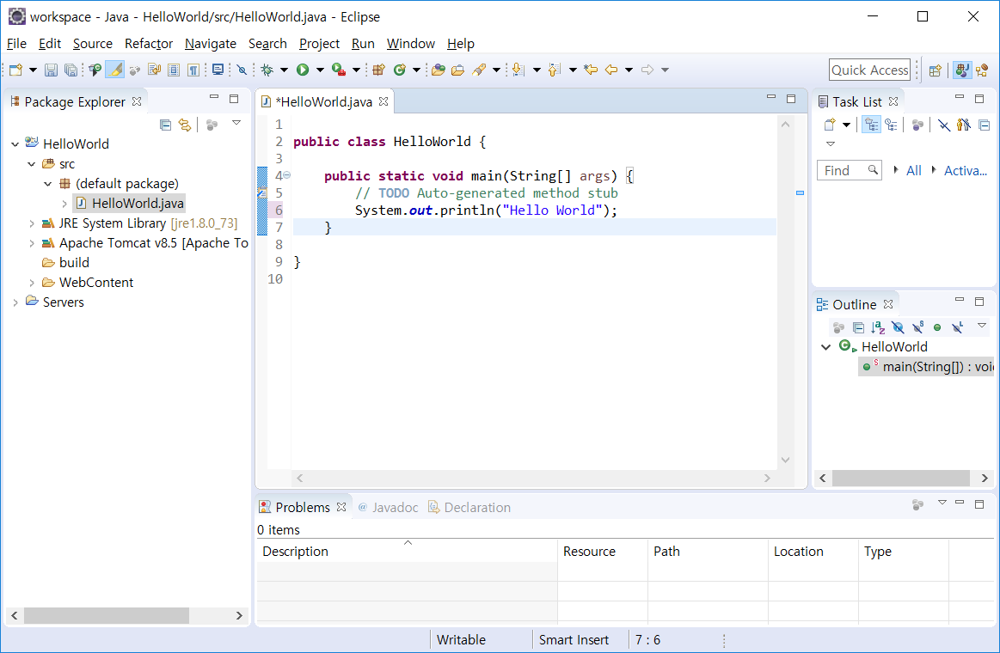 workspace - Java - HelloWorld/src/HelloWorld.java - Eclipse
File Edit Source Refactor Navigate Search Project Run Window Help
Quick Access
Package Explorer
HelloWorld
src
(default package)
HelloWorld.java
JRE System Library [jre1.8.0_73]
Apache Tomcat v8.5 [Apache To
build
WebContent
Servers
*HelloWorld.java
1
2 public class HelloWorld {
3
4 public static void main(String[] args) {
5 // TODO Auto-generated method stub
6 System.out.println("Hello World");
7 }
8
9 }
10
Task List
Find All Activa...
Outline
HelloWorld
main(String[]) : voi
Problems Javadoc Declaration
0 items
Description Resource Path Location Type
Writable Smart Insert 7 : 6